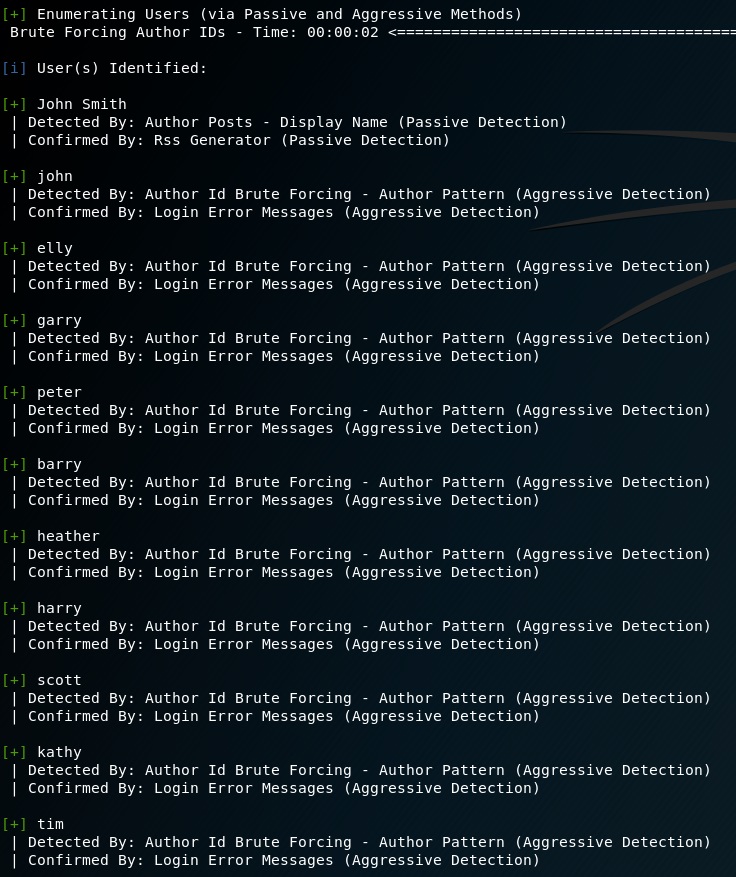 [+] Enumerating Users (via Passive and Aggressive Methods)
Brute Forcing Author IDs - Time: 00:00:02 <======================================
[i] User(s) Identified:
[+] John Smith
| Detected By: Author Posts - Display Name (Passive Detection)
| Confirmed By: Rss Generator (Passive Detection)
[+] john
| Detected By: Author Id Brute Forcing - Author Pattern (Aggressive Detection)
| Confirmed By: Login Error Messages (Aggressive Detection)
[+] elly
| Detected By: Author Id Brute Forcing - Author Pattern (Aggressive Detection)
| Confirmed By: Login Error Messages (Aggressive Detection)
[+] garry
| Detected By: Author Id Brute Forcing - Author Pattern (Aggressive Detection)
| Confirmed By: Login Error Messages (Aggressive Detection)
[+] peter
| Detected By: Author Id Brute Forcing - Author Pattern (Aggressive Detection)
| Confirmed By: Login Error Messages (Aggressive Detection)
[+] barry
| Detected By: Author Id Brute Forcing - Author Pattern (Aggressive Detection)
| Confirmed By: Login Error Messages (Aggressive Detection)
[+] heather
| Detected By: Author Id Brute Forcing - Author Pattern (Aggressive Detection)
| Confirmed By: Login Error Messages (Aggressive Detection)
[+] harry
| Detected By: Author Id Brute Forcing - Author Pattern (Aggressive Detection)
| Confirmed By: Login Error Messages (Aggressive Detection)
[+] scott
| Detected By: Author Id Brute Forcing - Author Pattern (Aggressive Detection)
| Confirmed By: Login Error Messages (Aggressive Detection)
[+] kathy
| Detected By: Author Id Brute Forcing - Author Pattern (Aggressive Detection)
| Confirmed By: Login Error Messages (Aggressive Detection)
[+] tim
| Detected By: Author Id Brute Forcing - Author Pattern (Aggressive Detection)
| Confirmed By: Login Error Messages (Aggressive Detection)